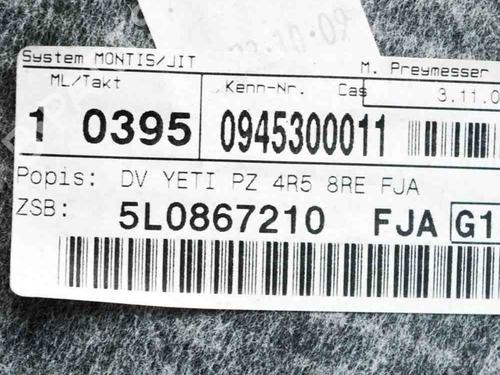 System MONTIS/JIT
M. Preymesser
ML/Takt
Kenn-Nr. Cas
3.11.0
1 0395 0945300011
Popis: DV YETI PZ 4R5 8RE FJA
ZSB: 5L0867210 FJA G1